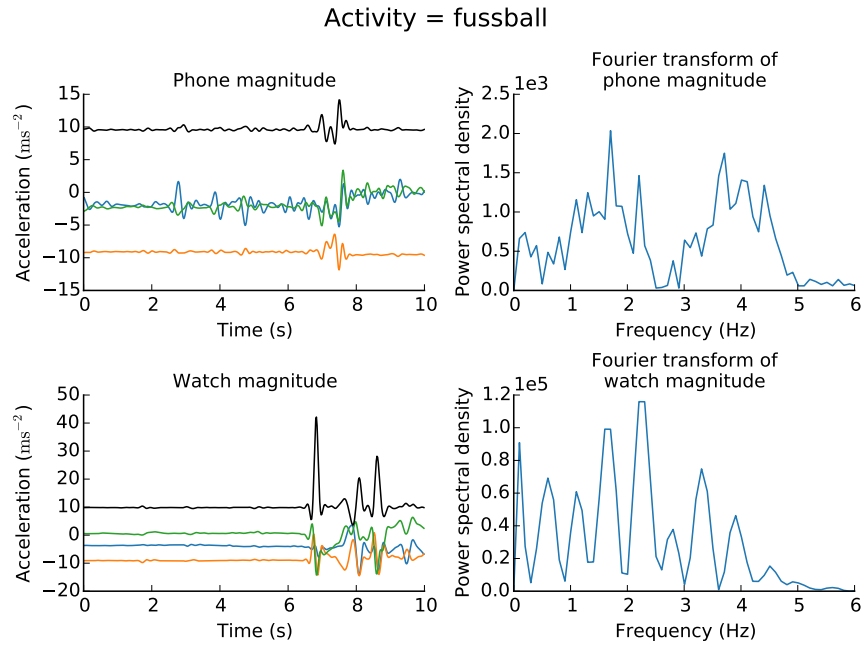 Activity = fussball
Phone magnitude
Acceleration (ms⁻²)
15
10
5
0
−5
−10
−15
0 2 4 6 8 10
Time (s)
Fourier transform of
phone magnitude
1e3
Power spectral density
2.5
2.0
1.5
1.0
0.5
0.0
0 1 2 3 4 5 6
Frequency (Hz)
Watch magnitude
Acceleration (ms⁻²)
50
40
30
20
10
0
−10
−20
0 2 4 6 8 10
Time (s)
Fourier transform of
watch magnitude
1e5
Power spectral density
1.2
1.0
0.8
0.6
0.4
0.2
0.0
0 1 2 3 4 5 6
Frequency (Hz)